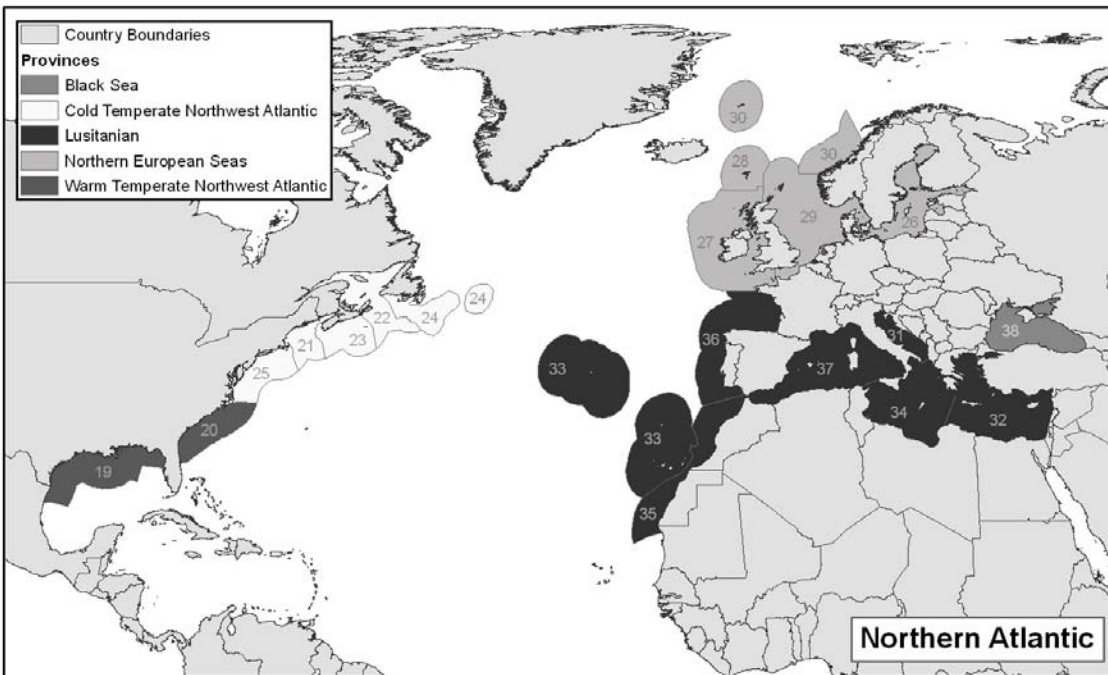 Country Boundaries
Provinces
Black Sea
Cold Temperate Northwest Atlantic
Lusitanian
Northern European Seas
Warm Temperate Northwest Atlantic
30
30
28
29
26
27
24
24
22
23
21
25
20
19
36
31
38
37
33
34
32
33
35
Northern Atlantic